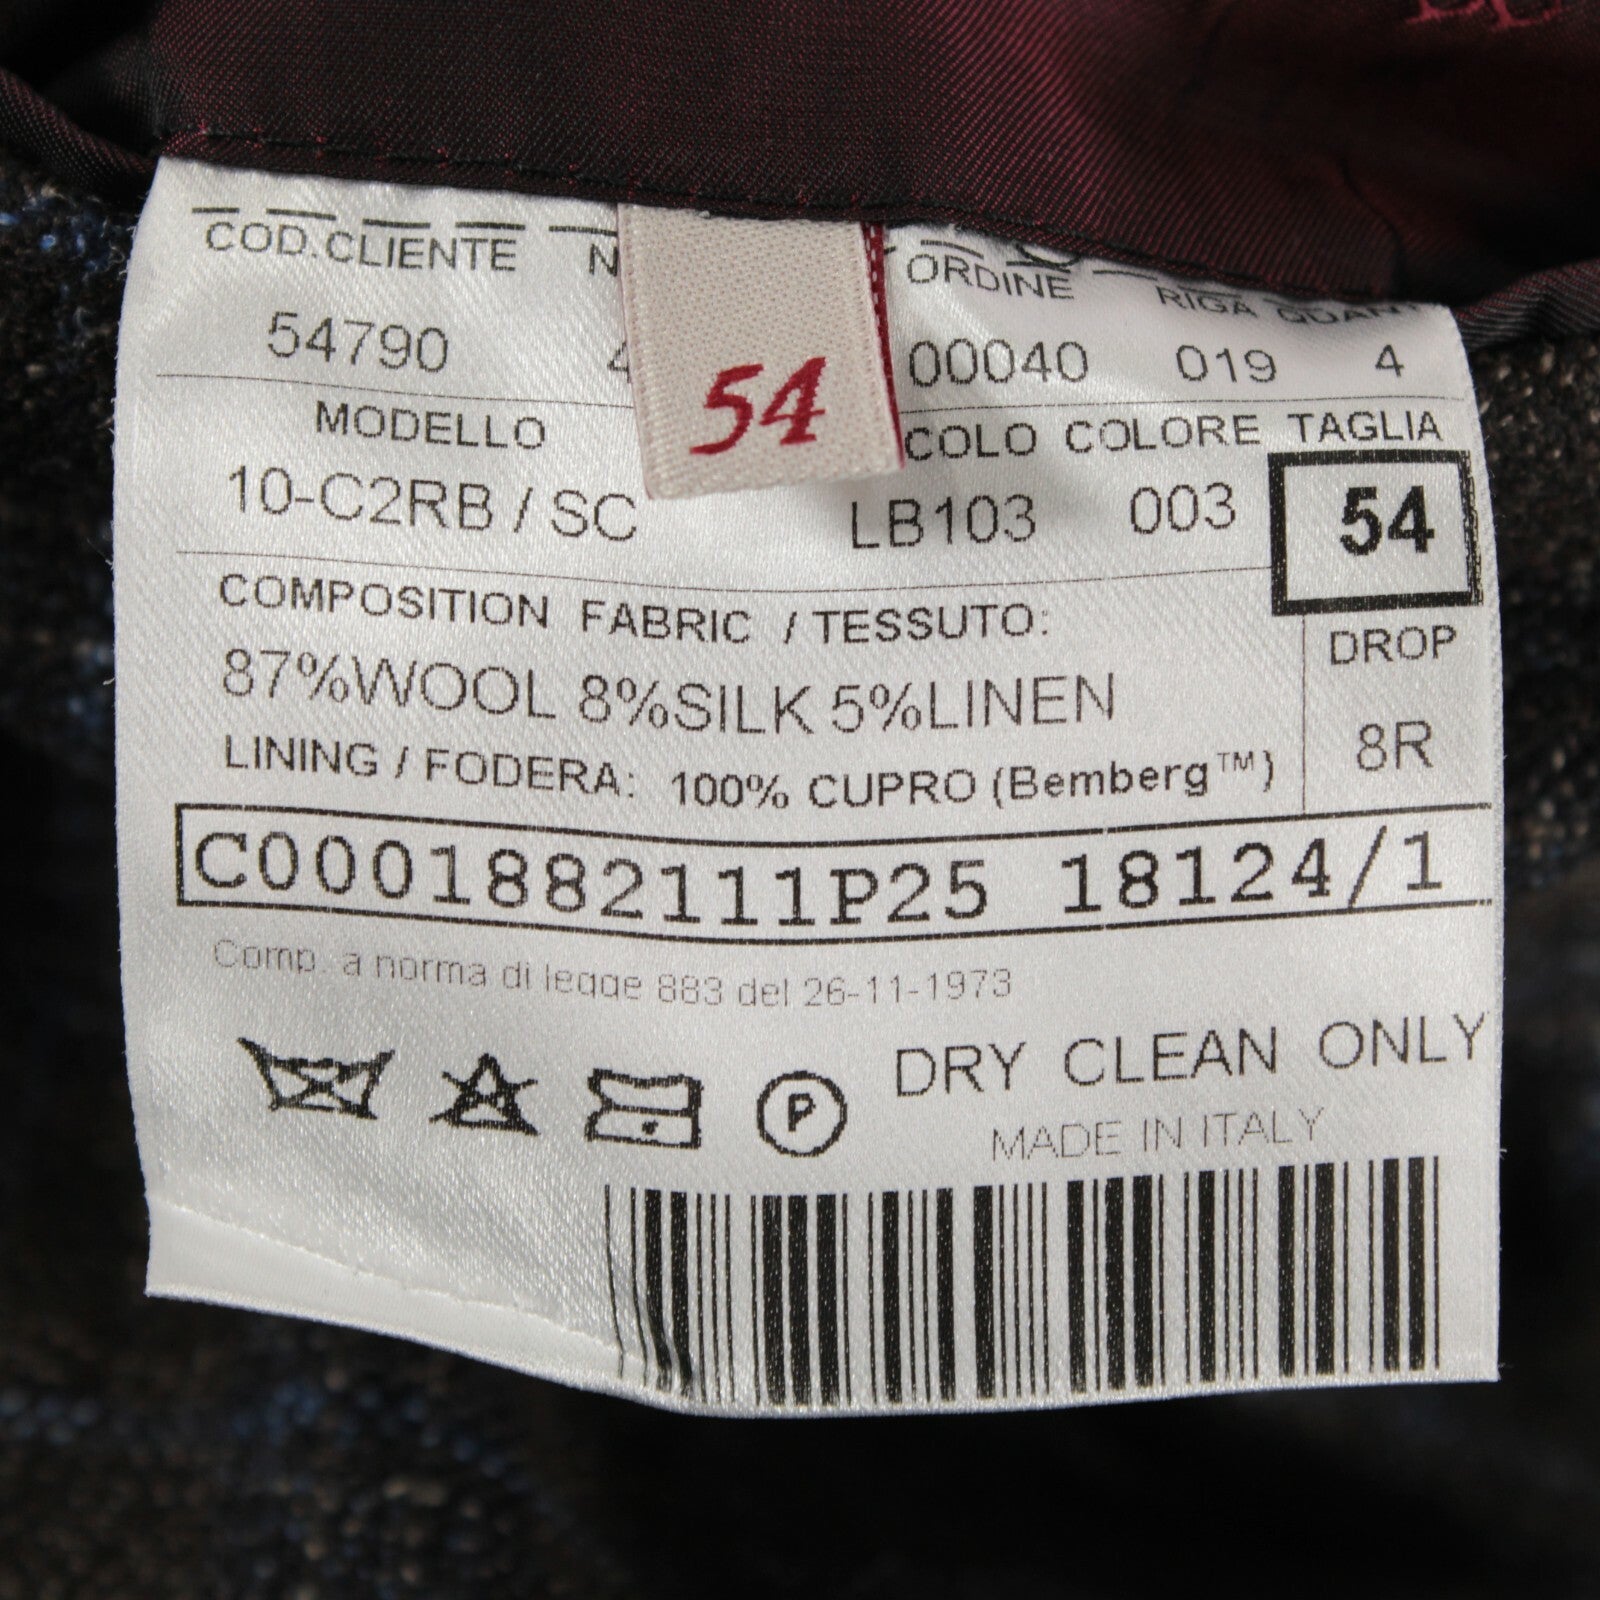 COD.CLIENTE ORDINE RIGA QUANT
54790 00040 019 4
54
MODELLO COLORE TAGLIA
10-C2RB / SC LB103 003 54
COMPOSITION FABRIC / TESSUTO: DROP
87%WOOL 8%SILK 5%LINEN 8R
LINING / FODERA: 100% CUPRO (Bemberg™)
C0001882111P25 18124/1
Comp. a norma di legge 883 del 26-11-1973
P DRY CLEAN ONLY
MADE IN ITALY